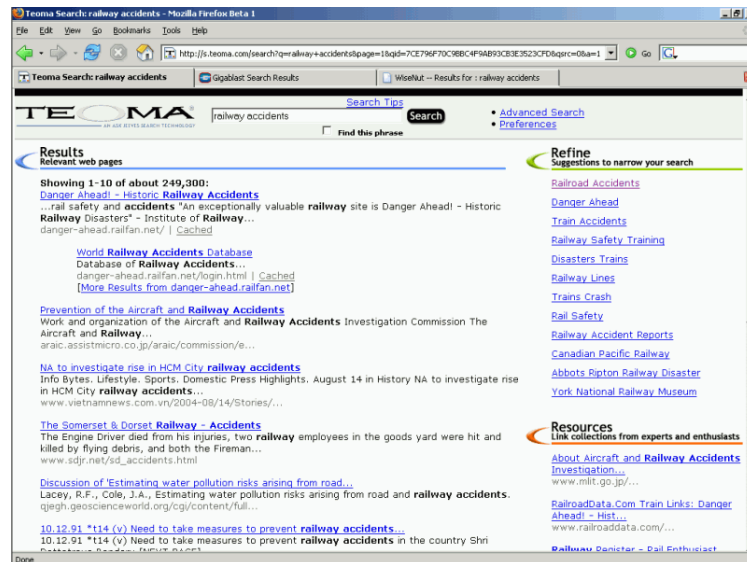 Teoma Search: railway accidents - Mozilla Firefox Beta 1
File Edit View Go Bookmarks Tools Help
http://s.teoma.com/search?q=railway+accidents&page=1&qid=7CE796F70C9BBC4F9AB93CB3E3523CFD&qsrc=0&a=1 Go G
Teoma Search: railway accidents Gigablast Search Results WiseNut -- Results for : railway accidents
TEOMA
AN ASK JEEVES SEARCH TECHNOLOGY
Search Tips
railway accidents Search
Find this phrase
• Advanced Search
• Preferences
Results
Relevant web pages
Showing 1-10 of about 249,300:
Danger Ahead! - Historic Railway Accidents
...rail safety and accidents "An exceptionally valuable railway site is Danger Ahead! - Historic
Railway Disasters" - Institute of Railway...
danger-ahead.railfan.net/ | Cached
World Railway Accidents Database
Database of Railway Accidents...
danger-ahead.railfan.net/login.html | Cached
[More Results from danger-ahead.railfan.net]
Prevention of the Aircraft and Railway Accidents
Work and organization of the Aircraft and Railway Accidents Investigation Commission The
Aircraft and Railway...
araic.assistmicro.co.jp/araic/commission/e...
NA to investigate rise in HCM City railway accidents
Info Bytes. Lifestyle. Sports. Domestic Press Highlights. August 14 in History NA to investigate rise
in HCM City railway accidents...
www.vietnamnews.com.vn/2004-08/14/Stories/...
The Somerset & Dorset Railway - Accidents
The Engine Driver died from his injuries, two railway employees in the goods yard were hit and
killed by flying debris, and both the Fireman...
www.sdjr.net/sd_accidents.html
Discussion of 'Estimating water pollution risks arising from road...
Lacey, R.F., Cole, J.A., Estimating water pollution risks arising from road and railway accidents.
qjegh.geoscienceworld.org/cgi/content/full...
10.12.91 *t14 (v) Need to take measures to prevent railway accidents...
10.12.91 *t14 (v) Need to take measures to prevent railway accidents in the country Shri
Refine
Suggestions to narrow your search
Railroad Accidents
Danger Ahead
Train Accidents
Railway Safety Training
Disasters Trains
Railway Lines
Trains Crash
Rail Safety
Railway Accident Reports
Canadian Pacific Railway
Abbots Ripton Railway Disaster
York National Railway Museum
Resources
Link collections from experts and enthusiasts
About Aircraft and Railway Accidents
Investigation...
www.mlit.go.jp/...
RailroadData.Com Train Links: Danger
Ahead! - Hist...
www.railroaddata.com/...
Railway Register - Rail Enthusiast
Done